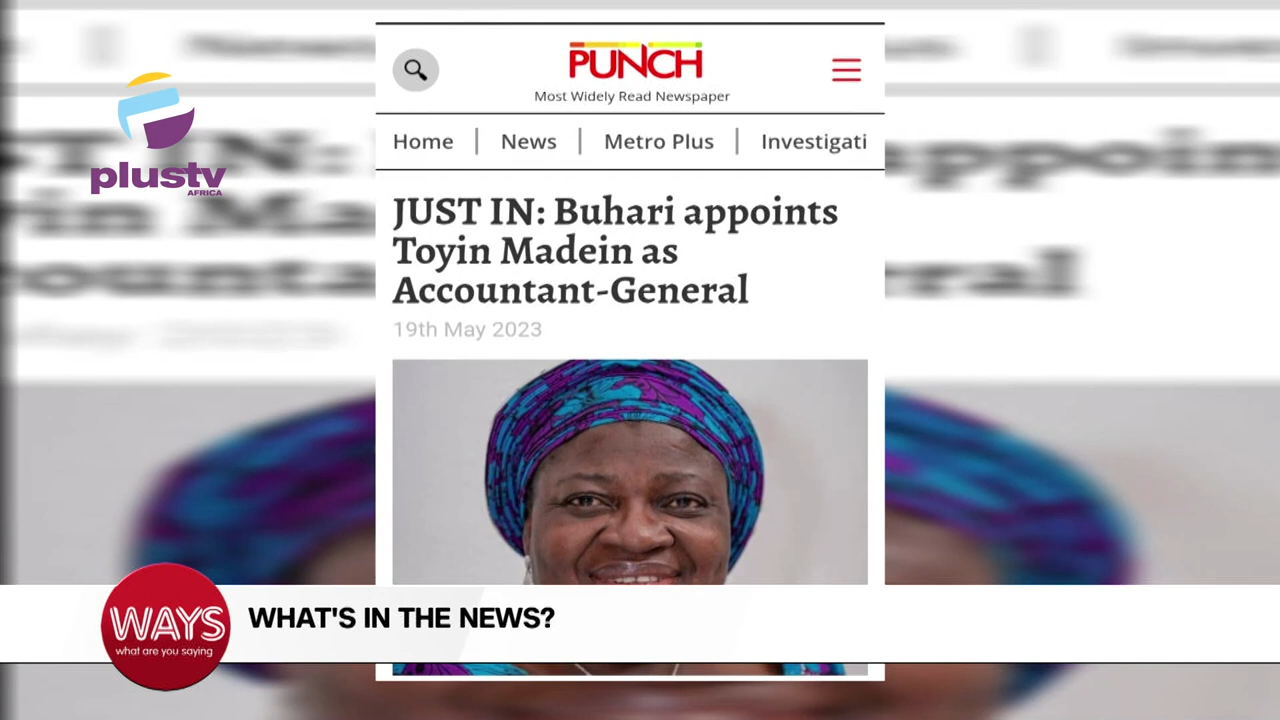 PUNCH
Most Widely Read Newspaper
Home | News | Metro Plus | Investigati
JUST IN: Buhari appoints
Toyin Madein as
Accountant-General
19th May 2023
plustv
AFRICA
WAYS
what are you saying
WHAT'S IN THE NEWS?